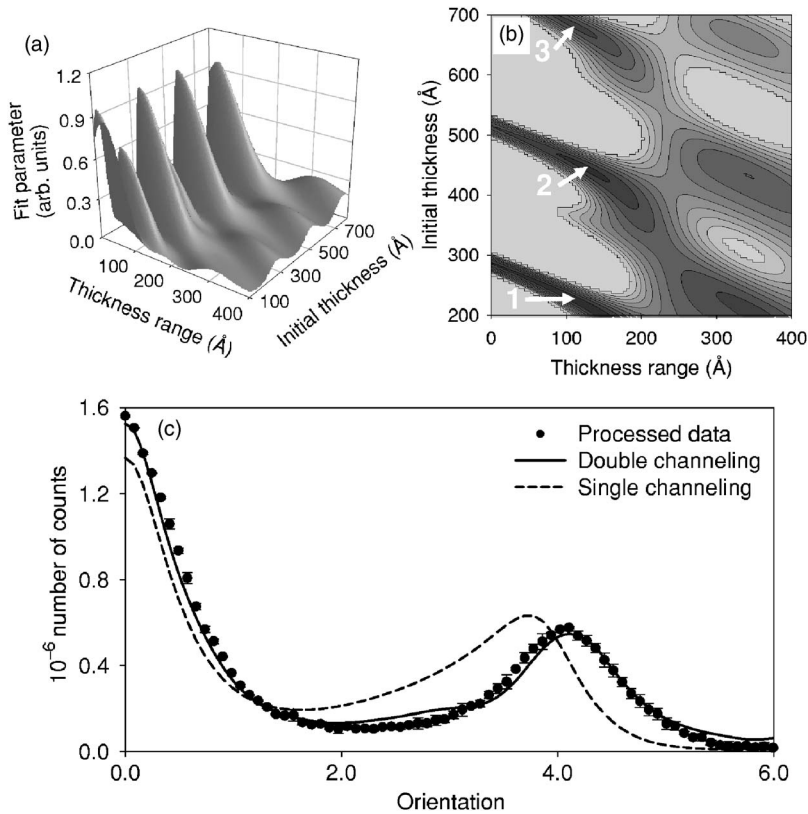 (a)
1.2
0.9
0.6
0.3
0.0
Fit parameter
(arb. units)
100
200
300
400
Thickness range (Å)
100
300
500
700
Initial thickness (Å)
(b)
700
600
500
400
300
200
Initial thickness (Å)
3
2
1
0 100 200 300 400
Thickness range (Å)
(c)
1.6
1.2
0.8
0.4
0.0
10⁻⁶ number of counts
Processed data
Double channeling
Single channeling
0.0 2.0 4.0 6.0
Orientation